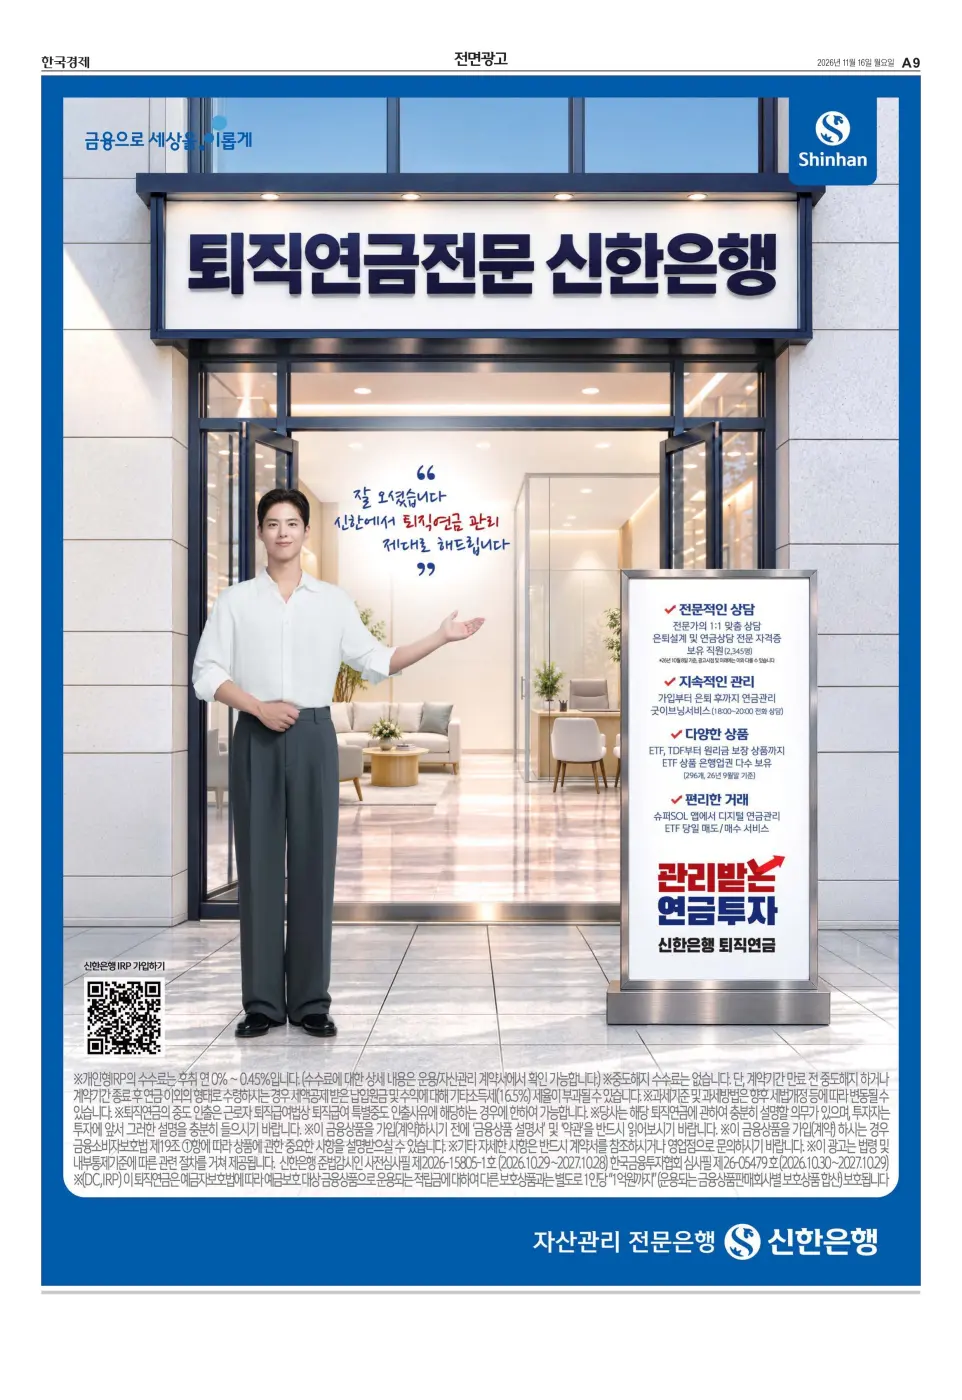 한국경제
전면광고
2026년 11월 16일 월요일 A9
금융으로 세상을 이롭게
Shinhan
퇴직연금전문 신한은행
“
잘 오셨습니다
신한에서 퇴직연금 관리
제대로 해드립니다
”
전문적인 상담
전문가의 1:1 맞춤 상담
은퇴설계 및 연금상담 전문 자격증
보유 직원(2,345명)
*26년 10월 8일 기준, 광고시점 및 미래에는 이와 다를 수 있습니다
지속적인 관리
가입부터 은퇴 후까지 연금관리
굿이브닝서비스(18:00~20:00 전화 상담)
다양한 상품
ETF, TDF부터 원리금 보장 상품까지
ETF 상품 은행업권 다수 보유
(296개, 26년 9월말 기준)
편리한 거래
슈퍼SOL 앱에서 디지털 연금관리
ETF 당일 매도/매수 서비스
관리받는
연금투자
신한은행 퇴직연금
신한은행 IRP 가입하기
※개인형IRP의 수수료는 후취 연 0% ~ 0.45%입니다. (수수료에 대한 상세 내용은 운용/자산관리 계약서에서 확인 가능합니다.) ※중도해지 수수료는 없습니다. 단, 계약기간 만료 전 중도해지 하거나
계약기간 종료 후 연금 이외의 형태로 수령하시는 경우 세액공제 받은 납입원금 및 수익에 대해 기타소득세(16.5%) 세율이 부과될 수 있습니다. ※과세기준 및 과세방법은 향후 세법개정 등에 따라 변동될 수
있습니다. ※퇴직연금의 중도 인출은 근로자 퇴직급여법상 퇴직급여 특별중도 인출사유에 해당하는 경우에 한하여 가능합니다. ※당사는 해당 퇴직연금에 관하여 충분히 설명할 의무가 있으며, 투자자는
투자에 앞서 그러한 설명을 충분히 들으시기 바랍니다. ※이 금융상품을 가입(계약)하시기 전에 '금융상품 설명서' 및 '약관'을 반드시 읽어보시기 바랍니다. ※이 금융상품을 가입(계약) 하시는 경우
금융소비자보호법 제19조 ①항에 따라 상품에 관한 중요한 사항을 설명받으실 수 있습니다. ※기타 자세한 사항은 반드시 계약서를 참조하시거나 영업점으로 문의하시기 바랍니다. ※이 광고는 법령 및
내부통제기준에 따른 관련 절차를 거쳐 제공됩니다. 신한은행 준법감시인 사전심사필 제2026-15805-1호 (2026.10.29 ~ 2027.10.28) 한국금융투자협회 심사필 제26-05479호(2026.10.30~2027.10.29)
※(DC,IRP) 이 퇴직연금은 예금자보호법에 따라 예금보호 대상 금융상품으로 운용되는 적립금에 대하여 다른 보호상품과는 별도로 1인당 "1억원까지" (운용되는 금융상품판매회사별 보호상품 합산) 보호됩니다
자산관리 전문은행 신한은행